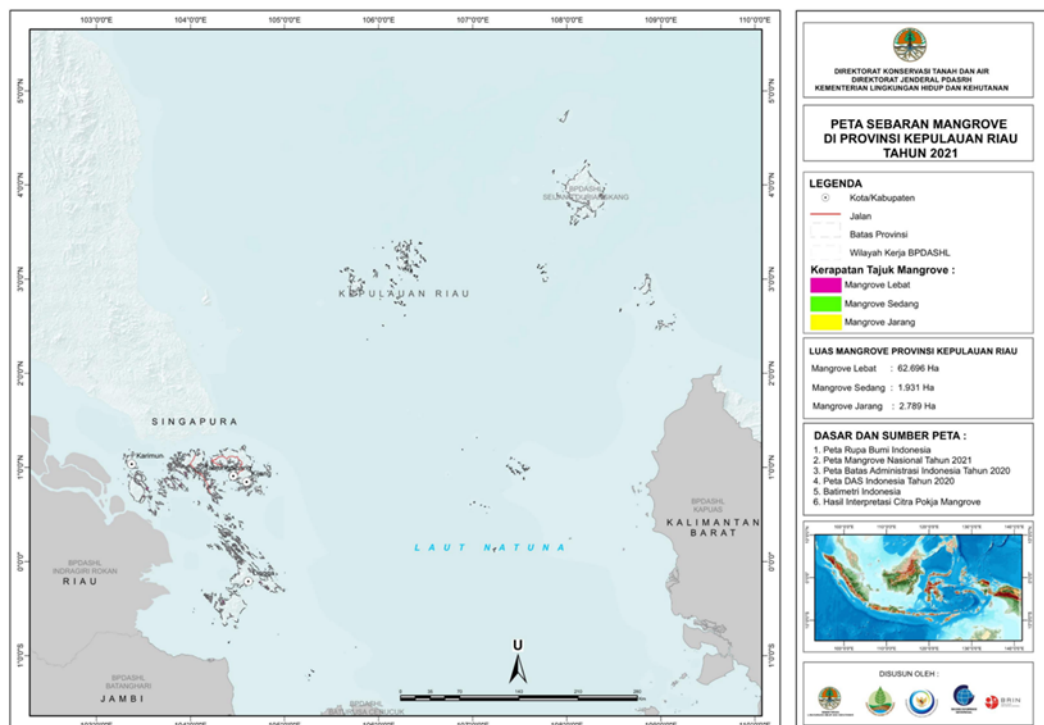 103°0'0"E 104°0'0"E 105°0'0"E 106°0'0"E 107°0'0"E 108°0'0"E 109°0'0"E 110°0'0"E
5°0'0"N
4°0'0"N
3°0'0"N
2°0'0"N
1°0'0"N
0°0'0"
1°0'0"S
BPDASHL
KEPULAUAN RIAU
SINGAPURA
Karimun
BPDASHL
KAPUAS
KALIMANTAN
BARAT
LAUT NATUNA
BPDASHL
INDRAGIRI ROKAN
RIAU
BPDASHL
BATANGHARI
JAMBI
BPDASHL
U
DIREKTORAT KONSERVASI TANAH DAN AIR
DIREKTORAT JENDERAL PDASRH
KEMENTERIAN LINGKUNGAN HIDUP DAN KEHUTANAN
PETA SEBARAN MANGROVE
DI PROVINSI KEPULAUAN RIAU
TAHUN 2021
LEGENDA
Kota/Kabupaten
Jalan
Batas Provinsi
Wilayah Kerja BPDASHL
Kerapatan Tajuk Mangrove :
Mangrove Lebat
Mangrove Sedang
Mangrove Jarang
LUAS MANGROVE PROVINSI KEPULAUAN RIAU
Mangrove Lebat : 62.696 Ha
Mangrove Sedang : 1.931 Ha
Mangrove Jarang : 2.789 Ha
DASAR DAN SUMBER PETA :
1. Peta Rupa Bumi Indonesia
2. Peta Mangrove Nasional Tahun 2021
3. Peta Batas Administrasi Indonesia Tahun 2020
4. Peta DAS Indonesia Tahun 2020
5. Batimetri Indonesia
6. Hasil Interpretasi Citra Pokja Mangrove
DISUSUN OLEH :
BRIN